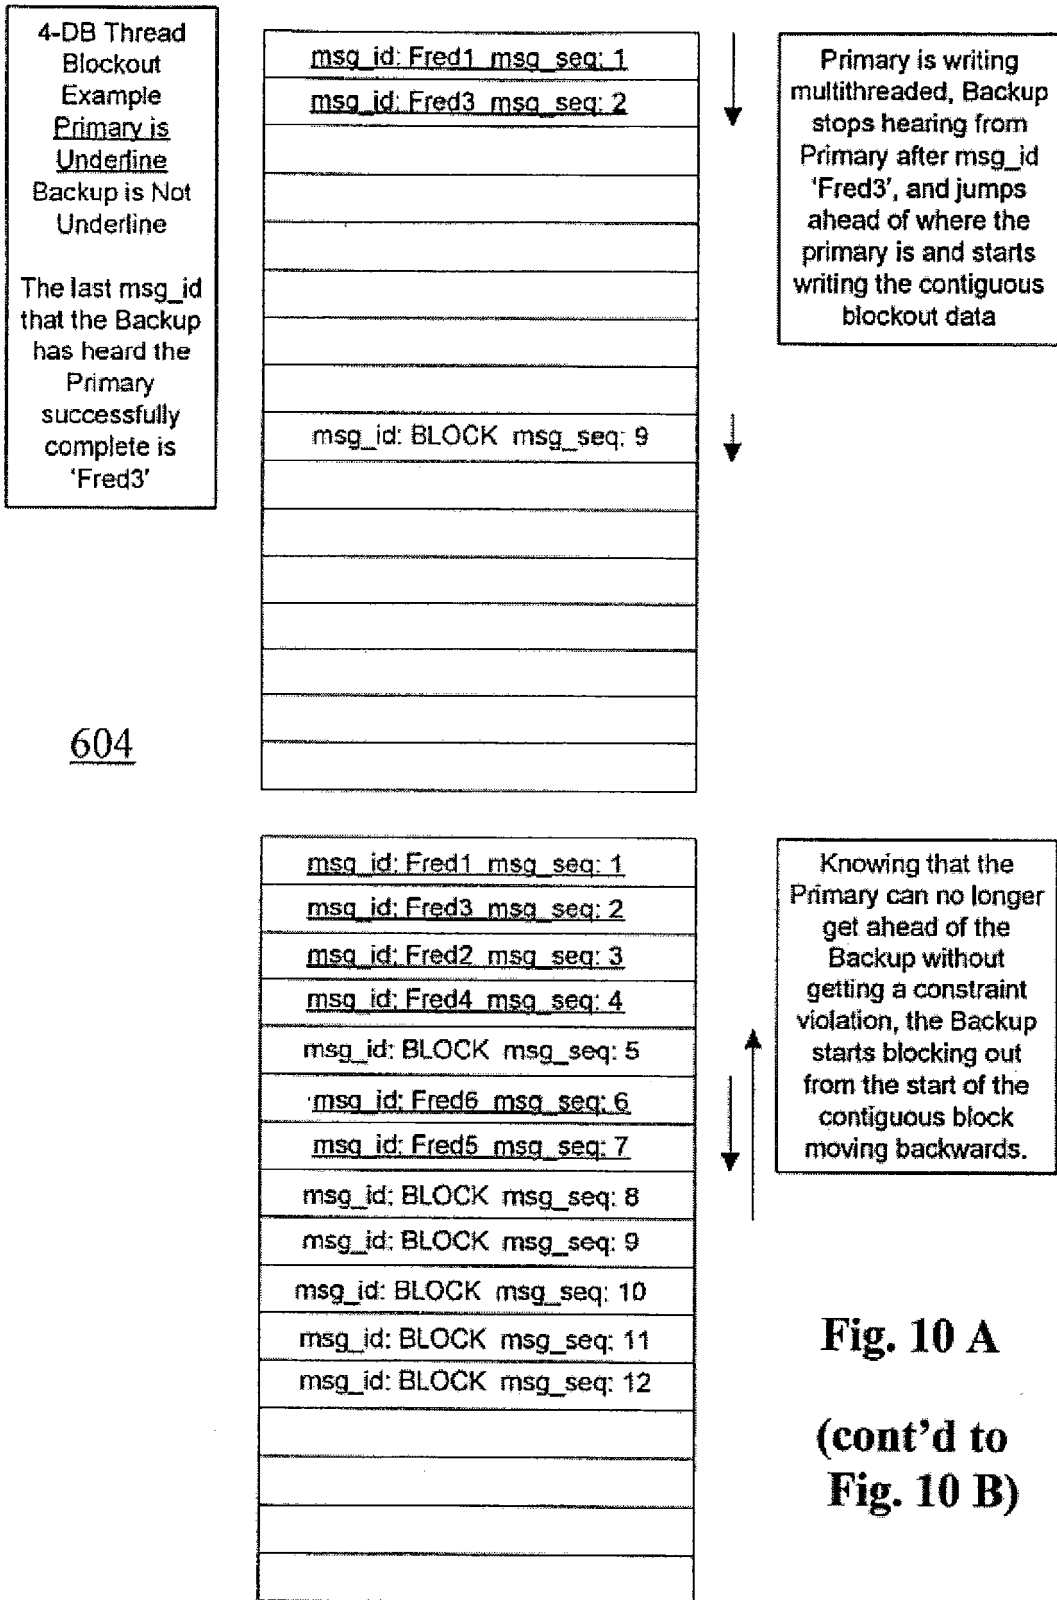 4-DB Thread
Blockout
Example
Primary is
Underline
Backup is Not
Underline
The last msg_id
that the Backup
has heard the
Primary
successfully
complete is
'Fred3'
msg_id: Fred1 msg_seq: 1
msg_id: Fred3 msg_seq: 2
msg_id: BLOCK msg_seq: 9
Primary is writing
multithreaded, Backup
stops hearing from
Primary after msg_id
'Fred3', and jumps
ahead of where the
primary is and starts
writing the contiguous
blockout data
604
msg_id: Fred1 msg_seq: 1
msg_id: Fred3 msg_seq: 2
msg_id: Fred2 msg_seq: 3
msg_id: Fred4 msg_seq: 4
msg_id: BLOCK msg_seq: 5
msg_id: Fred6 msg_seq: 6
msg_id: Fred5 msg_seq: 7
msg_id: BLOCK msg_seq: 8
msg_id: BLOCK msg_seq: 9
msg_id: BLOCK msg_seq: 10
msg_id: BLOCK msg_seq: 11
msg_id: BLOCK msg_seq: 12
Knowing that the
Primary can no longer
get ahead of the
Backup without
getting a constraint
violation, the Backup
starts blocking out
from the start of the
contiguous block
moving backwards.
Fig. 10 A
(cont'd to
Fig. 10 B)